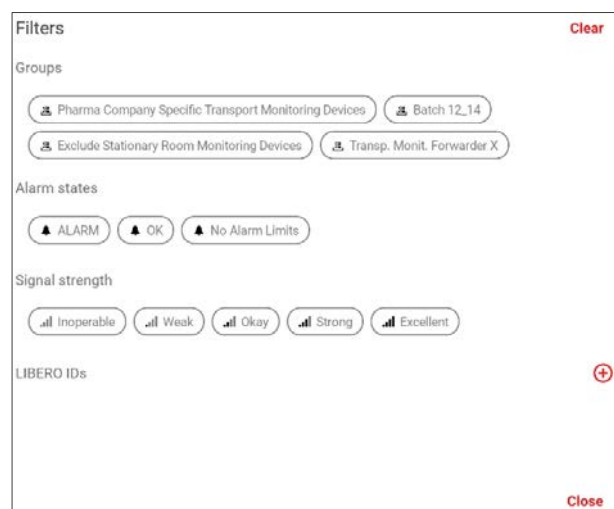 Filters Clear
Groups
Pharma Company Specific Transport Monitoring Devices Batch 12_14
Exclude Stationary Room Monitoring Devices Transp. Monit. Forwarder X
Alarm states
ALARM OK No Alarm Limits
Signal strength
Inoperable Weak Okay Strong Excellent
LIBERO IDs
Close